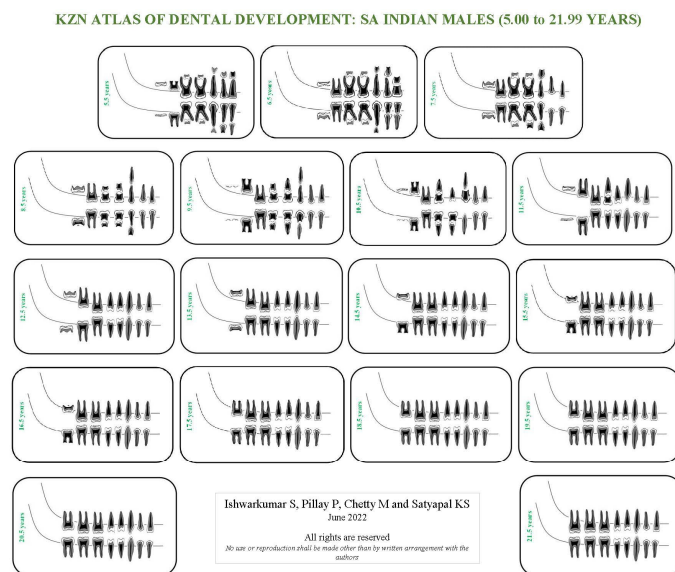 KZN ATLAS OF DENTAL DEVELOPMENT: SA INDIAN MALES (5.00 to 21.99 YEARS)
5.5 years
6.5 years
7.5 years
8.5 years
9.5 years
10.5 years
11.5 years
12.5 years
13.5 years
14.5 years
15.5 years
16.5 years
17.5 years
18.5 years
19.5 years
20.5 years
21.5 years
Ishwarkumar S, Pillay P, Chetty M and Satyapal KS
June 2022
All rights are reserved
No use or reproduction shall be made other than by written arrangement with the
authors